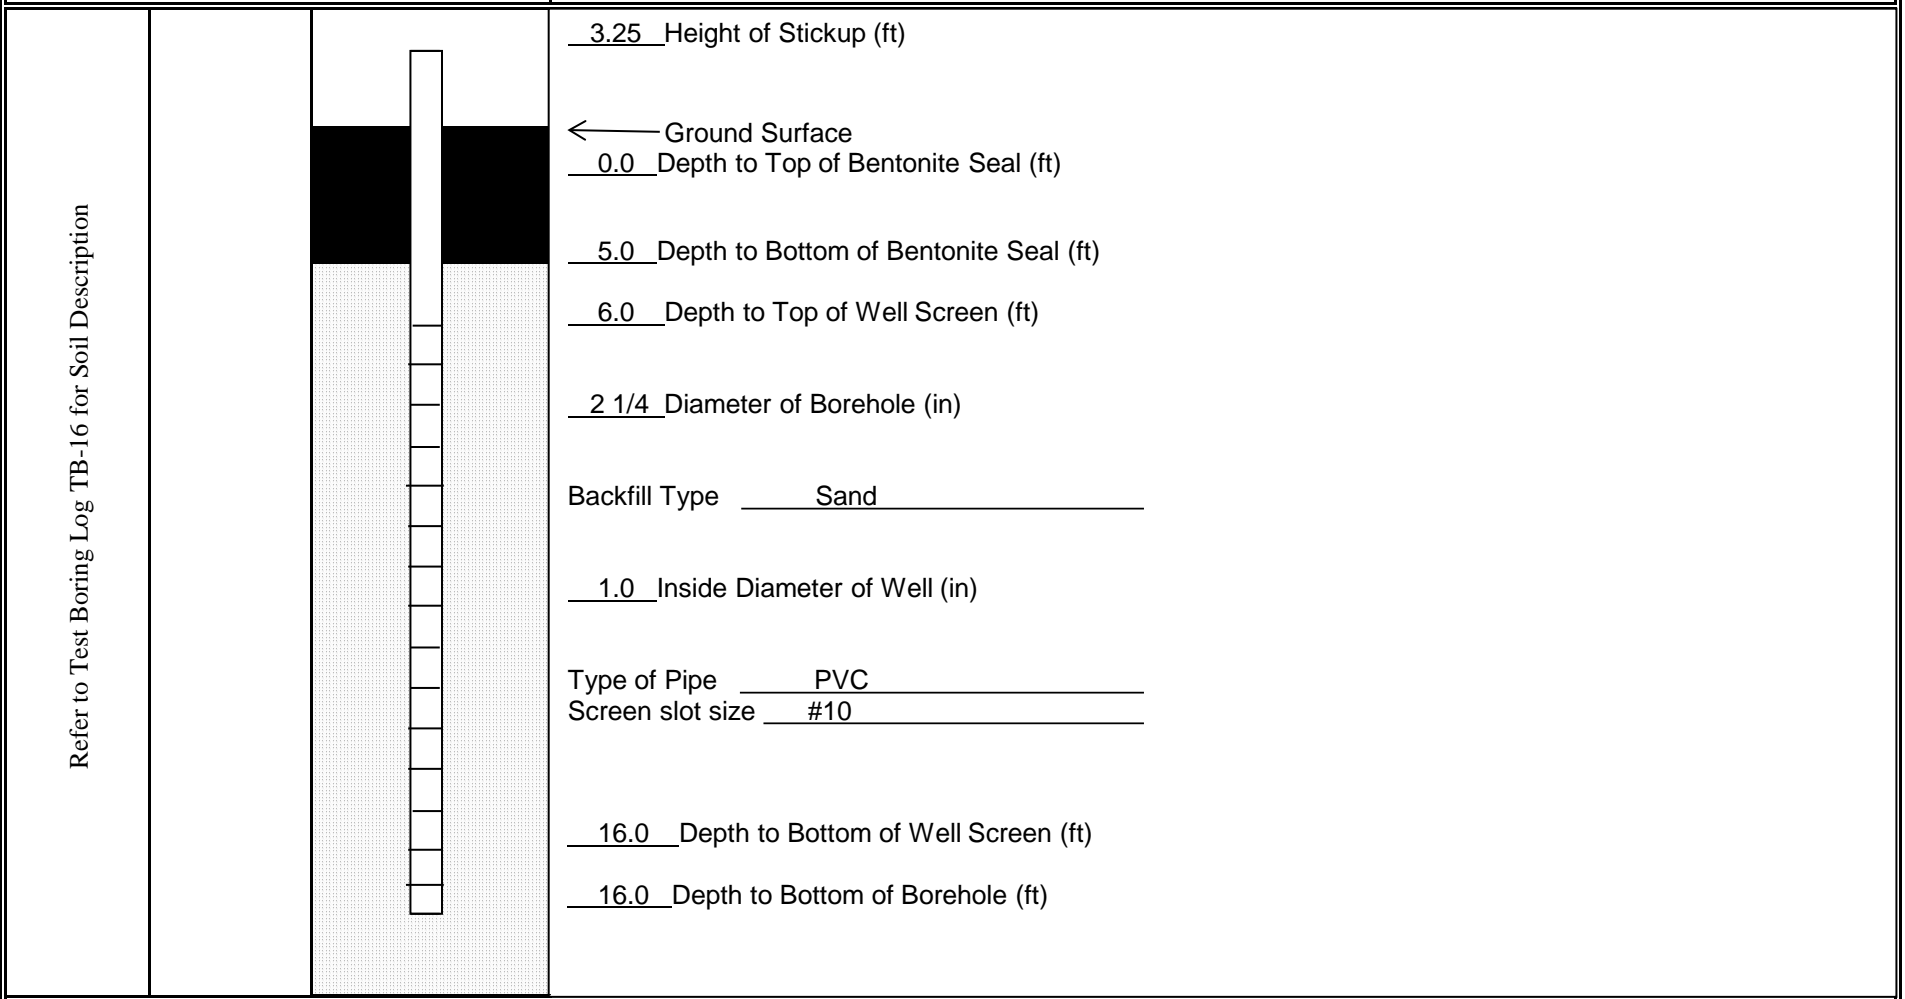 Refer to Test Boring Log TB-16 for Soil Description
3.25 Height of Stickup (ft)
Ground Surface
0.0 Depth to Top of Bentonite Seal (ft)
5.0 Depth to Bottom of Bentonite Seal (ft)
6.0 Depth to Top of Well Screen (ft)
2 1/4 Diameter of Borehole (in)
Backfill Type Sand
1.0 Inside Diameter of Well (in)
Type of Pipe PVC
Screen slot size #10
16.0 Depth to Bottom of Well Screen (ft)
16.0 Depth to Bottom of Borehole (ft)